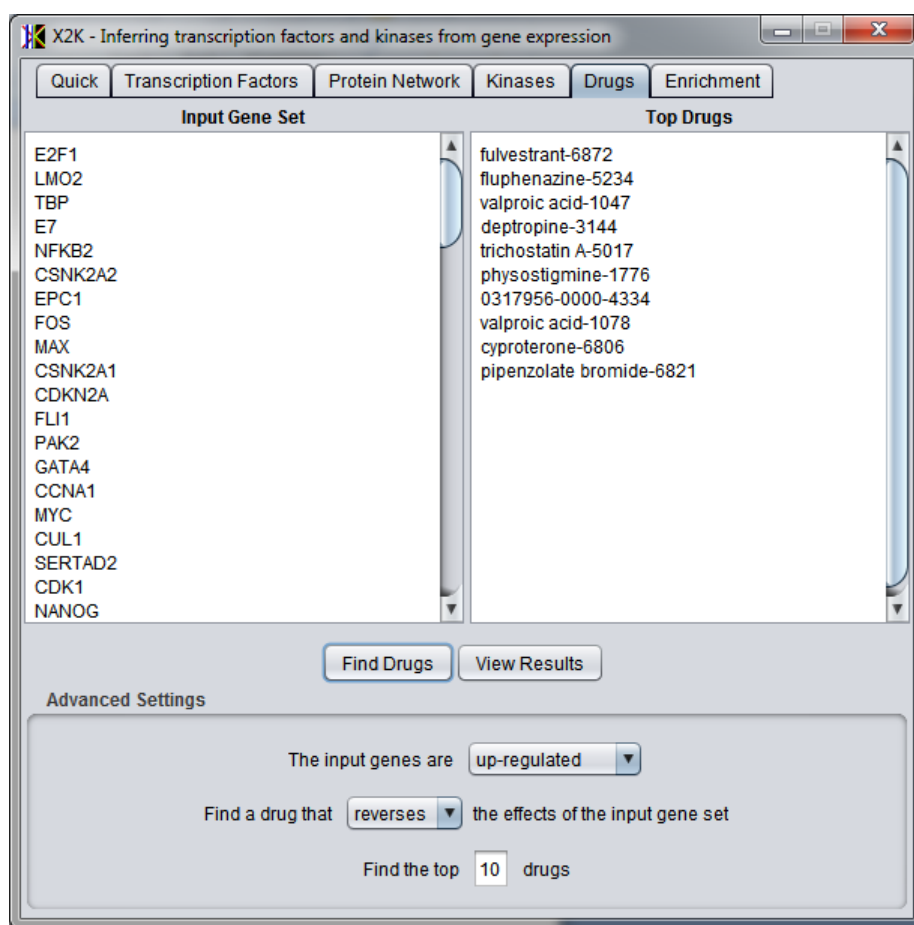 X2K - Inferring transcription factors and kinases from gene expression
Quick Transcription Factors Protein Network Kinases Drugs Enrichment
Input Gene Set
E2F1
LMO2
TBP
E7
NFKB2
CSNK2A2
EPC1
FOS
MAX
CSNK2A1
CDKN2A
FLI1
PAK2
GATA4
CCNA1
MYC
CUL1
SERTAD2
CDK1
NANOG
Top Drugs
fulvestrant-6872
fluphenazine-5234
valproic acid-1047
deptropine-3144
trichostatin A-5017
physostigmine-1776
0317956-0000-4334
valproic acid-1078
cyproterone-6806
pipenzolate bromide-6821
Find Drugs View Results
Advanced Settings
The input genes are up-regulated
Find a drug that reverses the effects of the input gene set
Find the top 10 drugs